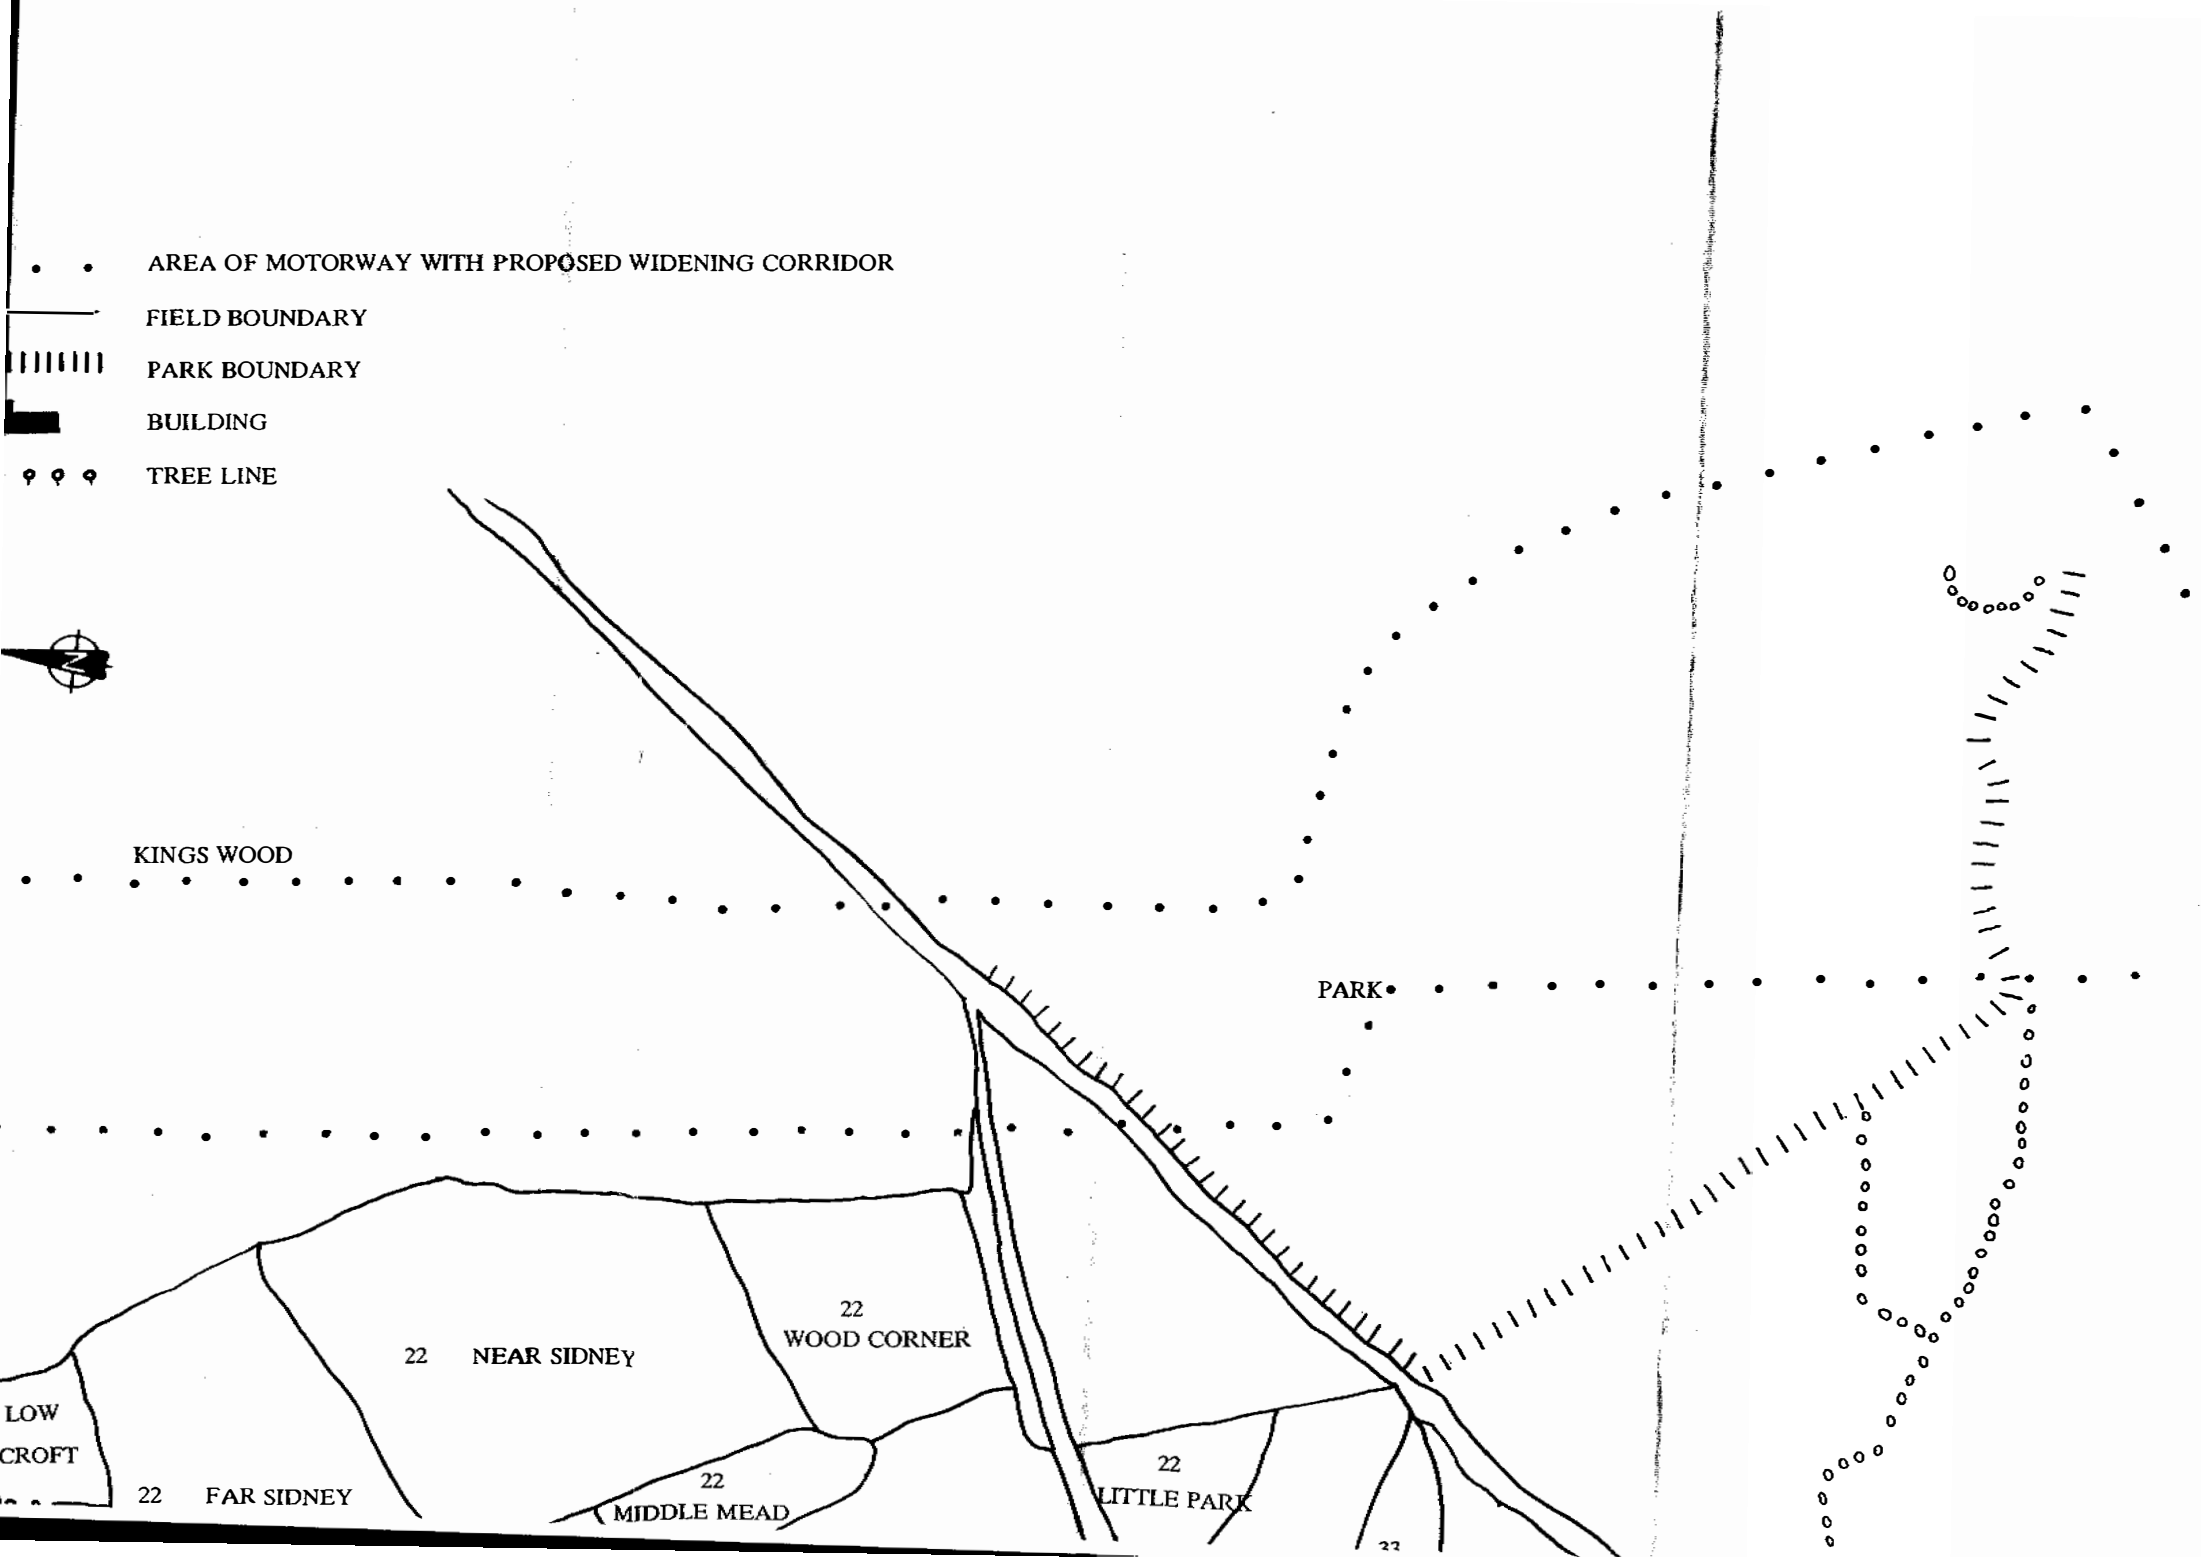 AREA OF MOTORWAY WITH PROPOSED WIDENING CORRIDOR
FIELD BOUNDARY
PARK BOUNDARY
BUILDING
TREE LINE
N
KINGS WOOD
PARK
22
WOOD CORNER
22 NEAR SIDNEY
LOW
CROFT
22 FAR SIDNEY
22
MIDDLE MEAD
22
LITTLE PARK